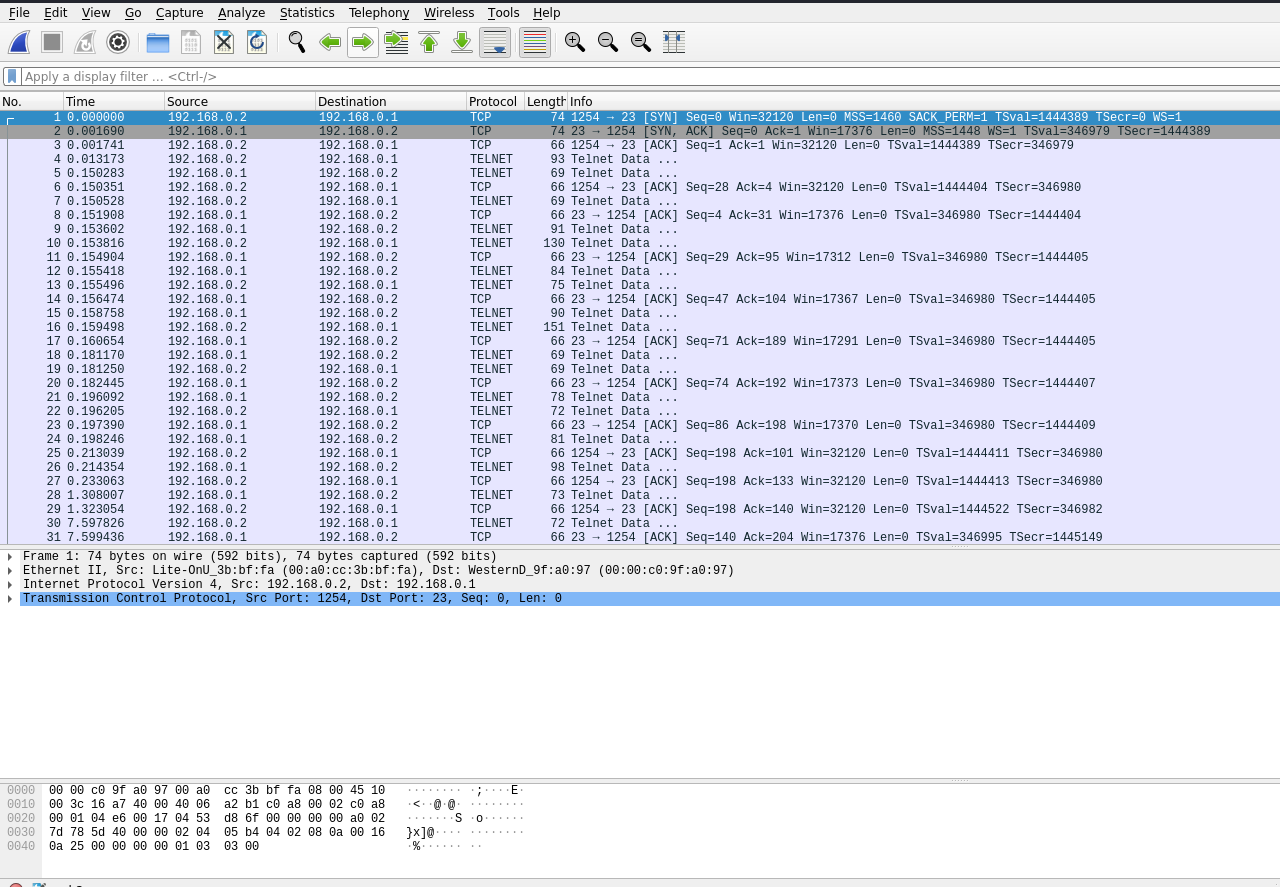 File Edit View Go Capture Analyze Statistics Telephony Wireless Tools Help
Apply a display filter … <Ctrl-/>
No. Time Source Destination Protocol Length Info
1 0.000000 192.168.0.2 192.168.0.1 TCP 74 1254 → 23 [SYN] Seq=0 Win=32120 Len=0 MSS=1460 SACK_PERM=1 TSval=1444389 TSecr=0 WS=1
2 0.001690 192.168.0.1 192.168.0.2 TCP 74 23 → 1254 [SYN, ACK] Seq=0 Ack=1 Win=17376 Len=0 MSS=1448 WS=1 TSval=346979 TSecr=1444389
3 0.001741 192.168.0.2 192.168.0.1 TCP 66 1254 → 23 [ACK] Seq=1 Ack=1 Win=32120 Len=0 TSval=1444389 TSecr=346979
4 0.013173 192.168.0.2 192.168.0.1 TELNET 93 Telnet Data ...
5 0.150283 192.168.0.1 192.168.0.2 TELNET 69 Telnet Data ...
6 0.150351 192.168.0.2 192.168.0.1 TCP 66 1254 → 23 [ACK] Seq=28 Ack=4 Win=32120 Len=0 TSval=1444404 TSecr=346980
7 0.150528 192.168.0.2 192.168.0.1 TELNET 69 Telnet Data ...
8 0.151908 192.168.0.1 192.168.0.2 TCP 66 23 → 1254 [ACK] Seq=4 Ack=31 Win=17376 Len=0 TSval=346980 TSecr=1444404
9 0.153602 192.168.0.1 192.168.0.2 TELNET 91 Telnet Data ...
10 0.153816 192.168.0.2 192.168.0.1 TELNET 130 Telnet Data ...
11 0.154904 192.168.0.1 192.168.0.2 TCP 66 23 → 1254 [ACK] Seq=29 Ack=95 Win=17312 Len=0 TSval=346980 TSecr=1444405
12 0.155418 192.168.0.1 192.168.0.2 TELNET 84 Telnet Data ...
13 0.155496 192.168.0.2 192.168.0.1 TELNET 75 Telnet Data ...
14 0.156474 192.168.0.1 192.168.0.2 TCP 66 23 → 1254 [ACK] Seq=47 Ack=104 Win=17367 Len=0 TSval=346980 TSecr=1444405
15 0.158758 192.168.0.1 192.168.0.2 TELNET 90 Telnet Data ...
16 0.159498 192.168.0.2 192.168.0.1 TELNET 151 Telnet Data ...
17 0.160654 192.168.0.1 192.168.0.2 TCP 66 23 → 1254 [ACK] Seq=71 Ack=189 Win=17291 Len=0 TSval=346980 TSecr=1444405
18 0.181170 192.168.0.1 192.168.0.2 TELNET 69 Telnet Data ...
19 0.181250 192.168.0.2 192.168.0.1 TELNET 69 Telnet Data ...
20 0.182445 192.168.0.1 192.168.0.2 TCP 66 23 → 1254 [ACK] Seq=74 Ack=192 Win=17373 Len=0 TSval=346980 TSecr=1444407
21 0.196092 192.168.0.1 192.168.0.2 TELNET 78 Telnet Data ...
22 0.196205 192.168.0.2 192.168.0.1 TELNET 72 Telnet Data ...
23 0.197390 192.168.0.1 192.168.0.2 TCP 66 23 → 1254 [ACK] Seq=86 Ack=198 Win=17370 Len=0 TSval=346980 TSecr=1444409
24 0.198246 192.168.0.1 192.168.0.2 TELNET 81 Telnet Data ...
25 0.213039 192.168.0.2 192.168.0.1 TCP 66 1254 → 23 [ACK] Seq=198 Ack=101 Win=32120 Len=0 TSval=1444411 TSecr=346980
26 0.214354 192.168.0.1 192.168.0.2 TELNET 98 Telnet Data ...
27 0.233063 192.168.0.2 192.168.0.1 TCP 66 1254 → 23 [ACK] Seq=198 Ack=133 Win=32120 Len=0 TSval=1444413 TSecr=346980
28 1.308007 192.168.0.1 192.168.0.2 TELNET 73 Telnet Data ...
29 1.323054 192.168.0.2 192.168.0.1 TCP 66 1254 → 23 [ACK] Seq=198 Ack=140 Win=32120 Len=0 TSval=1444522 TSecr=346982
30 7.597826 192.168.0.2 192.168.0.1 TELNET 72 Telnet Data ...
31 7.599436 192.168.0.1 192.168.0.2 TCP 66 23 → 1254 [ACK] Seq=140 Ack=204 Win=17376 Len=0 TSval=346995 TSecr=1445149
Frame 1: 74 bytes on wire (592 bits), 74 bytes captured (592 bits)
Ethernet II, Src: Lite-OnU_3b:bf:fa (00:a0:cc:3b:bf:fa), Dst: WesternD_9f:a0:97 (00:00:c0:9f:a0:97)
Internet Protocol Version 4, Src: 192.168.0.2, Dst: 192.168.0.1
Transmission Control Protocol, Src Port: 1254, Dst Port: 23, Seq: 0, Len: 0
0000 00 00 c0 9f a0 97 00 a0 cc 3b bf fa 08 00 45 10 ········ ·;····E·
0010 00 3c 16 a7 40 00 40 06 a2 b1 c0 a8 00 02 c0 a8 ·<··@·@· ········
0020 00 01 04 e6 00 17 04 53 d8 6f 00 00 00 00 a0 02 ·······S ·o······
0030 7d 78 5d 40 00 00 02 04 05 b4 04 02 08 0a 00 16 }x]@···· ········
0040 0a 25 00 00 00 00 01 03 03 00 ·%······ ··